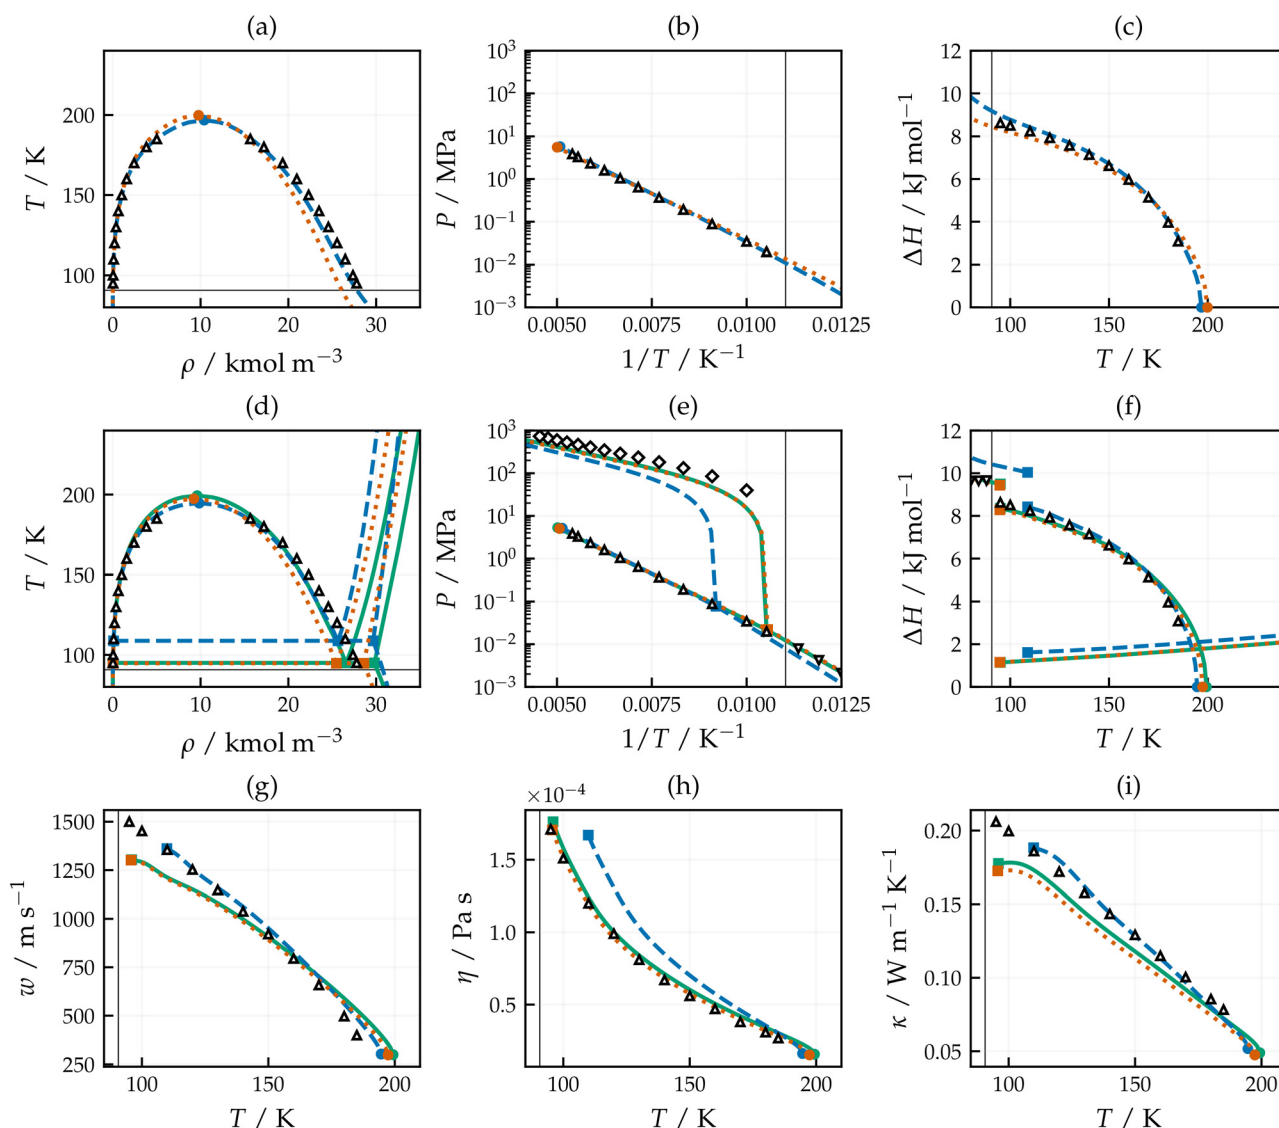 (a)
T / K
200
150
100
0
10
20
30
ρ / kmol m⁻³
(b)
P / MPa
10³
10²
10¹
10⁰
10⁻¹
10⁻²
10⁻³
0.0050
0.0075
0.0100
0.0125
1/T / K⁻¹
(c)
ΔH / kJ mol⁻¹
12
10
8
6
4
2
0
100
150
200
T / K
(d)
T / K
200
150
100
0
10
20
30
ρ / kmol m⁻³
(e)
P / MPa
10³
10²
10¹
10⁰
10⁻¹
10⁻²
10⁻³
0.0050
0.0075
0.0100
0.0125
1/T / K⁻¹
(f)
ΔH / kJ mol⁻¹
12
10
8
6
4
2
0
100
150
200
T / K
(g)
w / m s⁻¹
1500
1250
1000
750
500
250
100
150
200
T / K
(h)
×10⁻⁴
η / Pa s
1.5
1.0
0.5
100
150
200
T / K
(i)
κ / W m⁻¹ K⁻¹
0.20
0.15
0.10
0.05
100
150
200
T / K